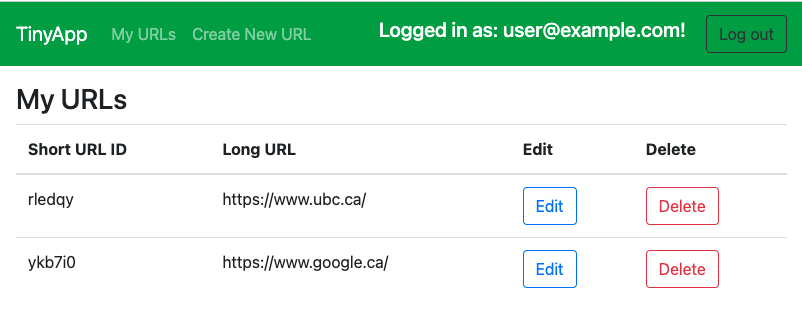 TinyApp My URLs Create New URL Logged in as: user@example.com! Log out
My URLs
Short URL ID Long URL Edit Delete
rledqy https://www.ubc.ca/ Edit Delete
ykb7i0 https://www.google.ca/ Edit Delete